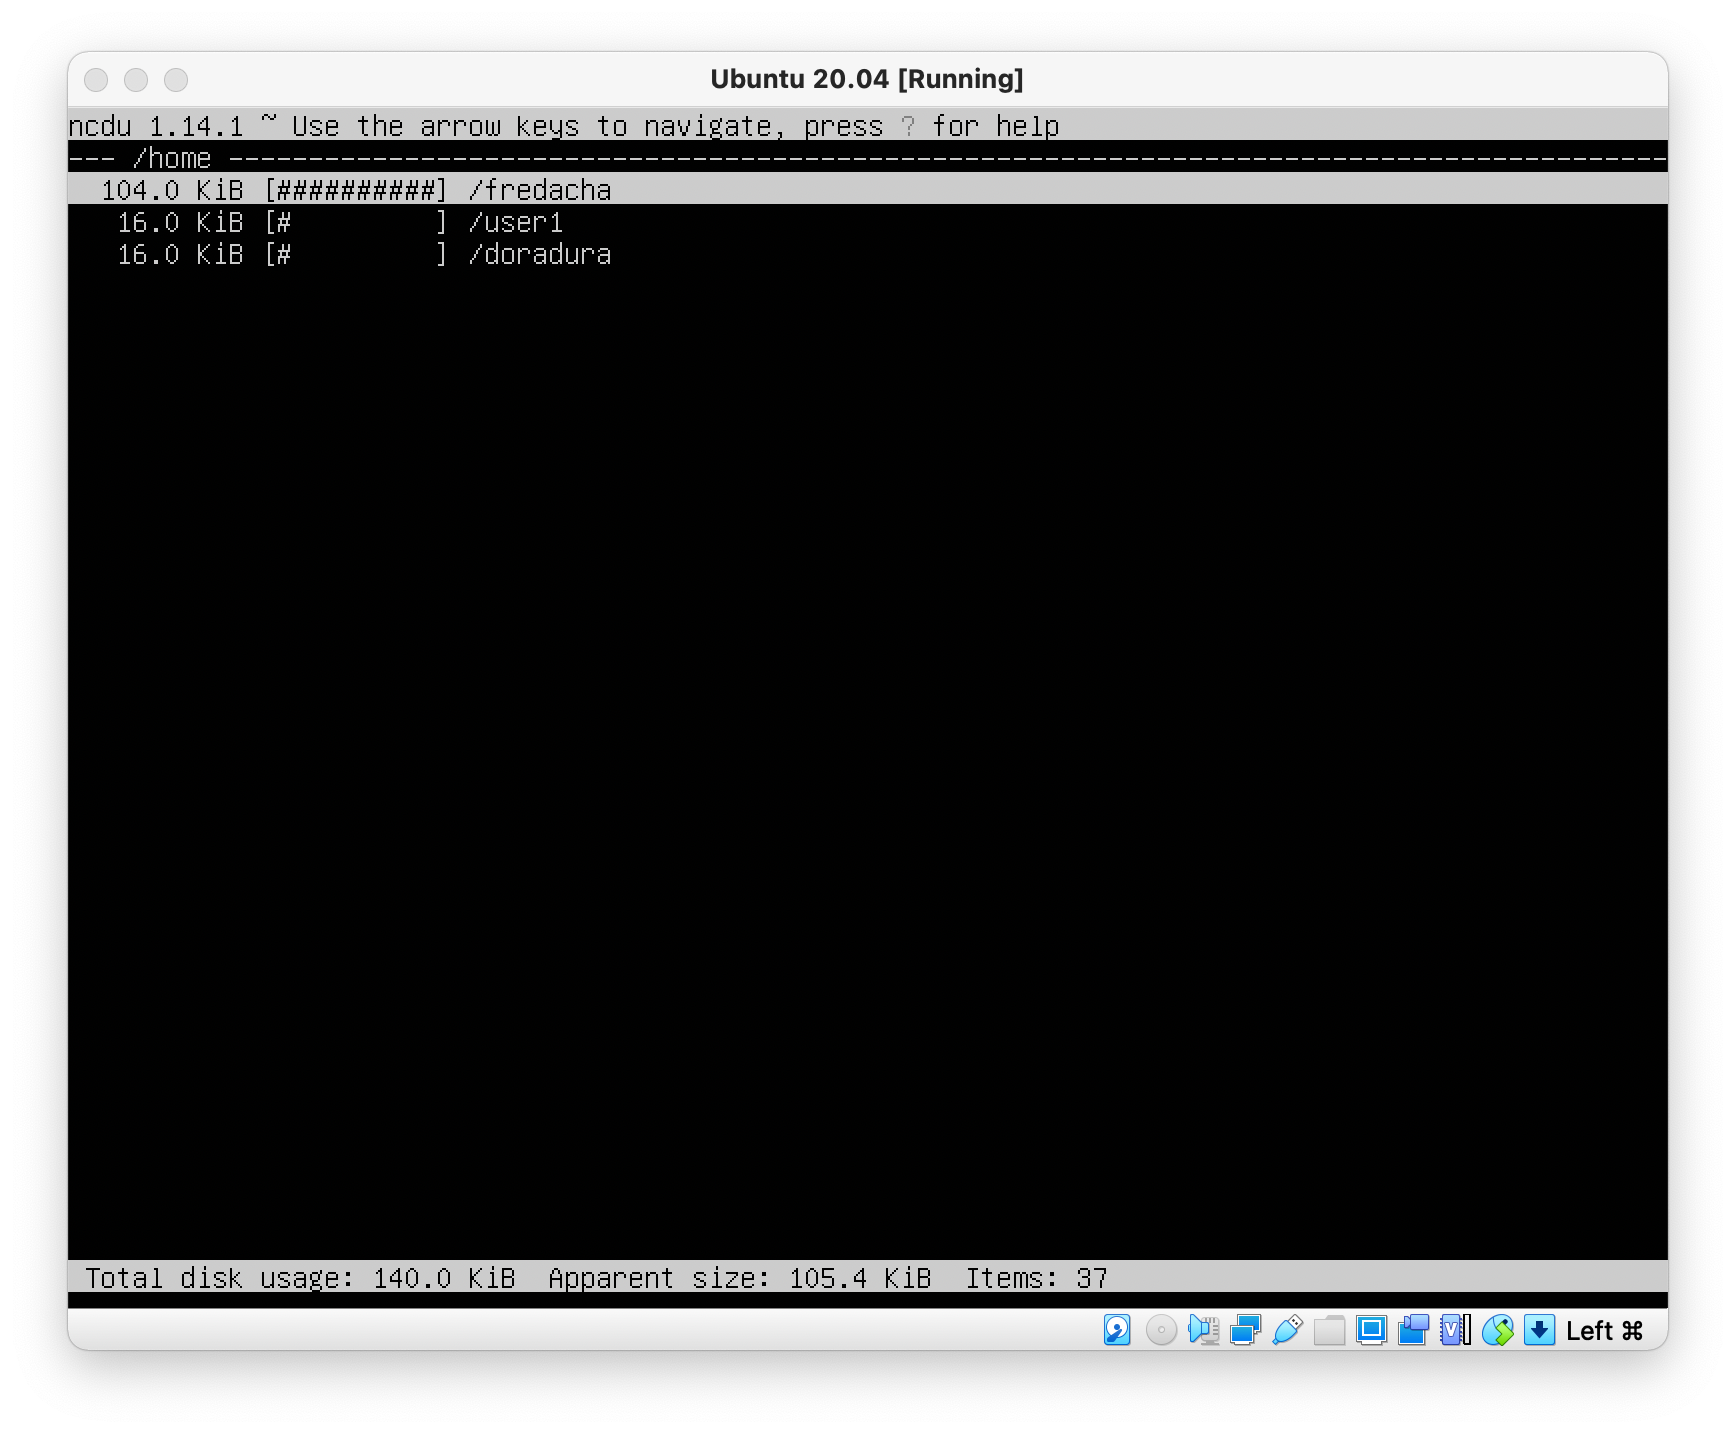 Ubuntu 20.04 [Running]
ncdu 1.14.1 ~ Use the arrow keys to navigate, press ? for help
--- /home ------------------------------------------------------------------------------------------
104.0 KiB [##########] /fredacha
16.0 KiB [#         ] /user1
16.0 KiB [#         ] /doradura
Total disk usage: 140.0 KiB  Apparent size: 105.4 KiB  Items: 37
Left ⌘